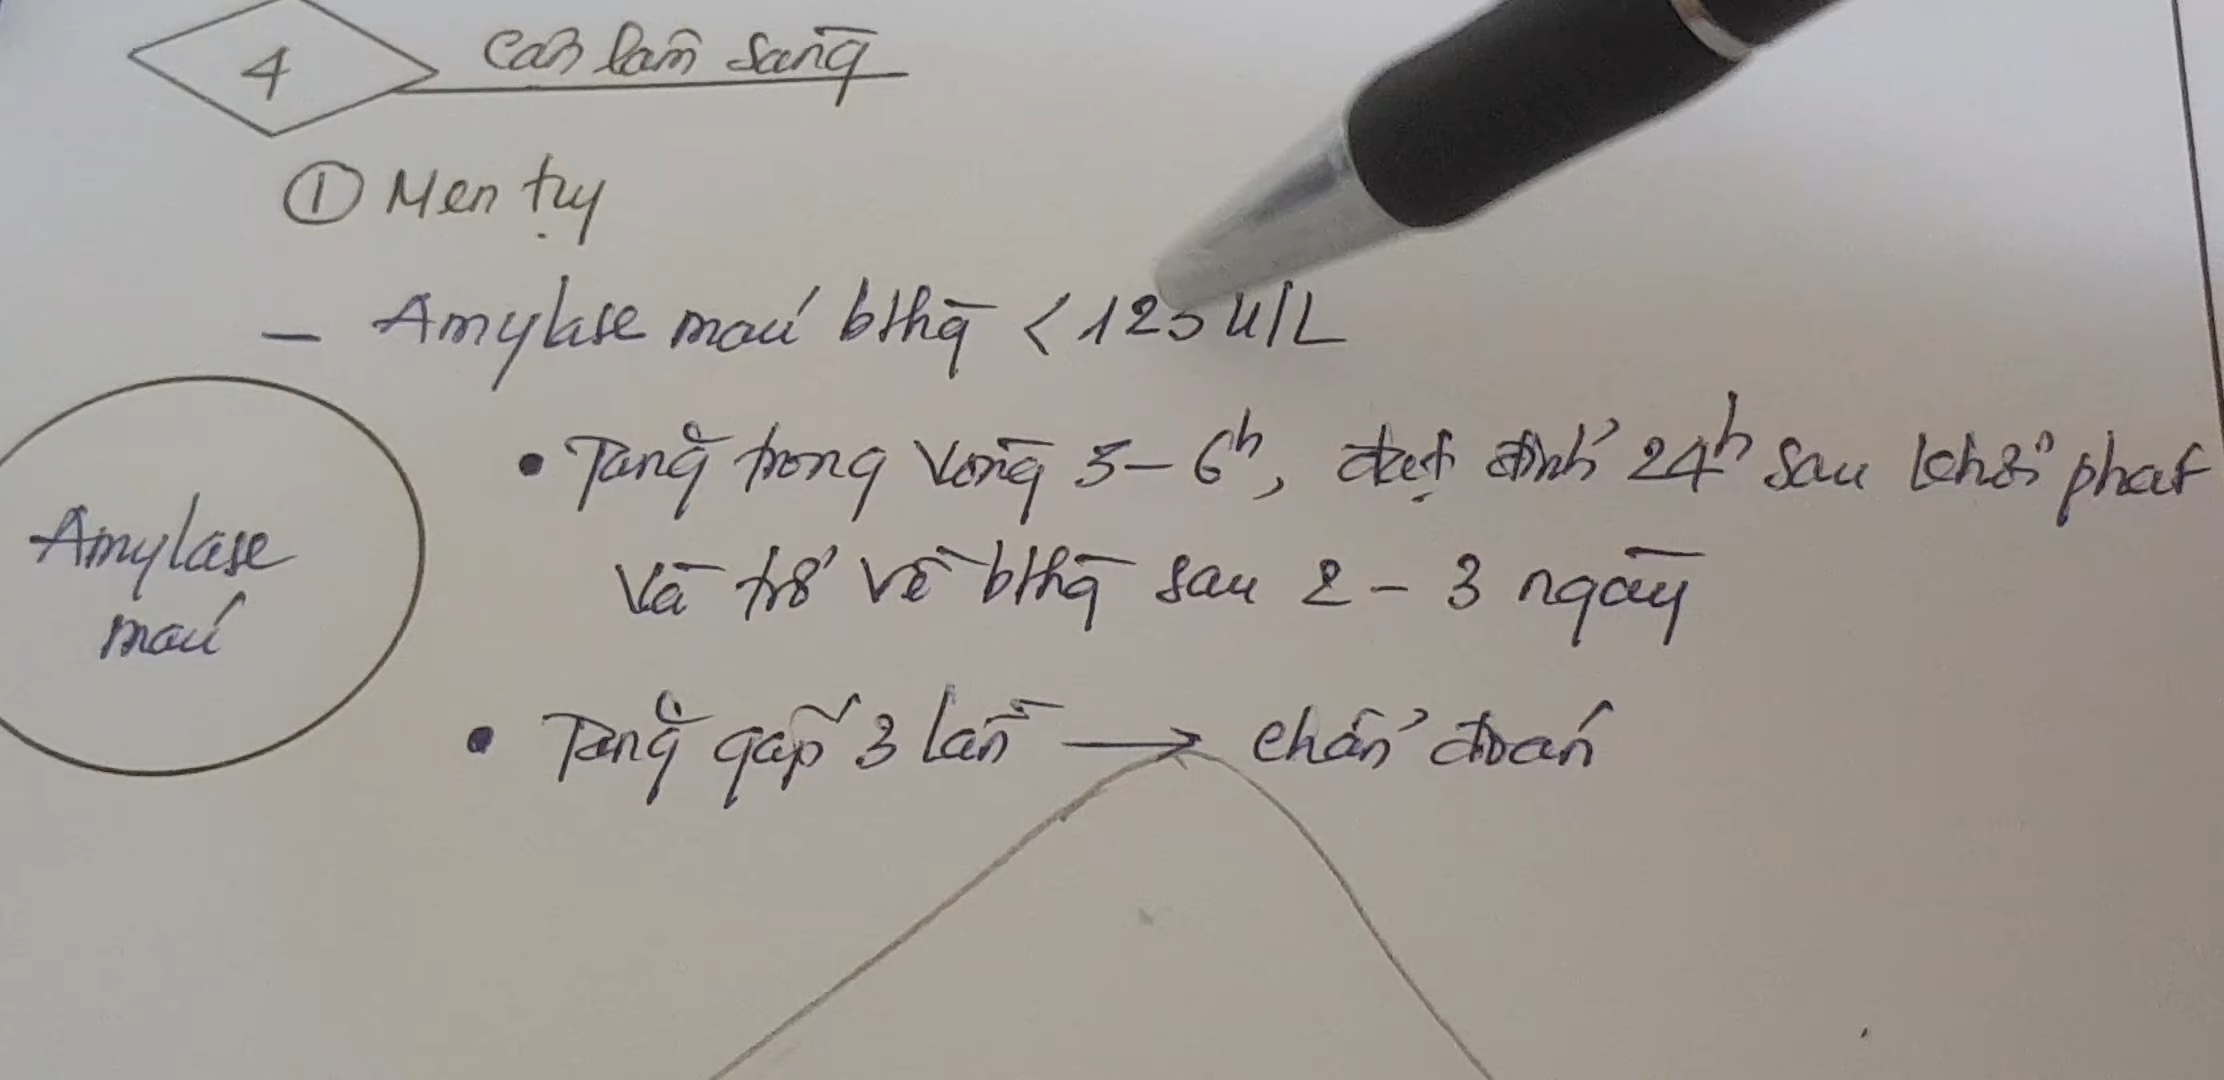 4 Cận lâm sàng
① Men tụy
- Amylase máu bthg < 125 U/L
Amylase
máu
• Tăng trong vòng 5 - 6h, đạt đỉnh 24h sau khởi phát
và trở về bthg sau 2 - 3 ngày
• Tăng gấp 3 lần → chẩn đoán